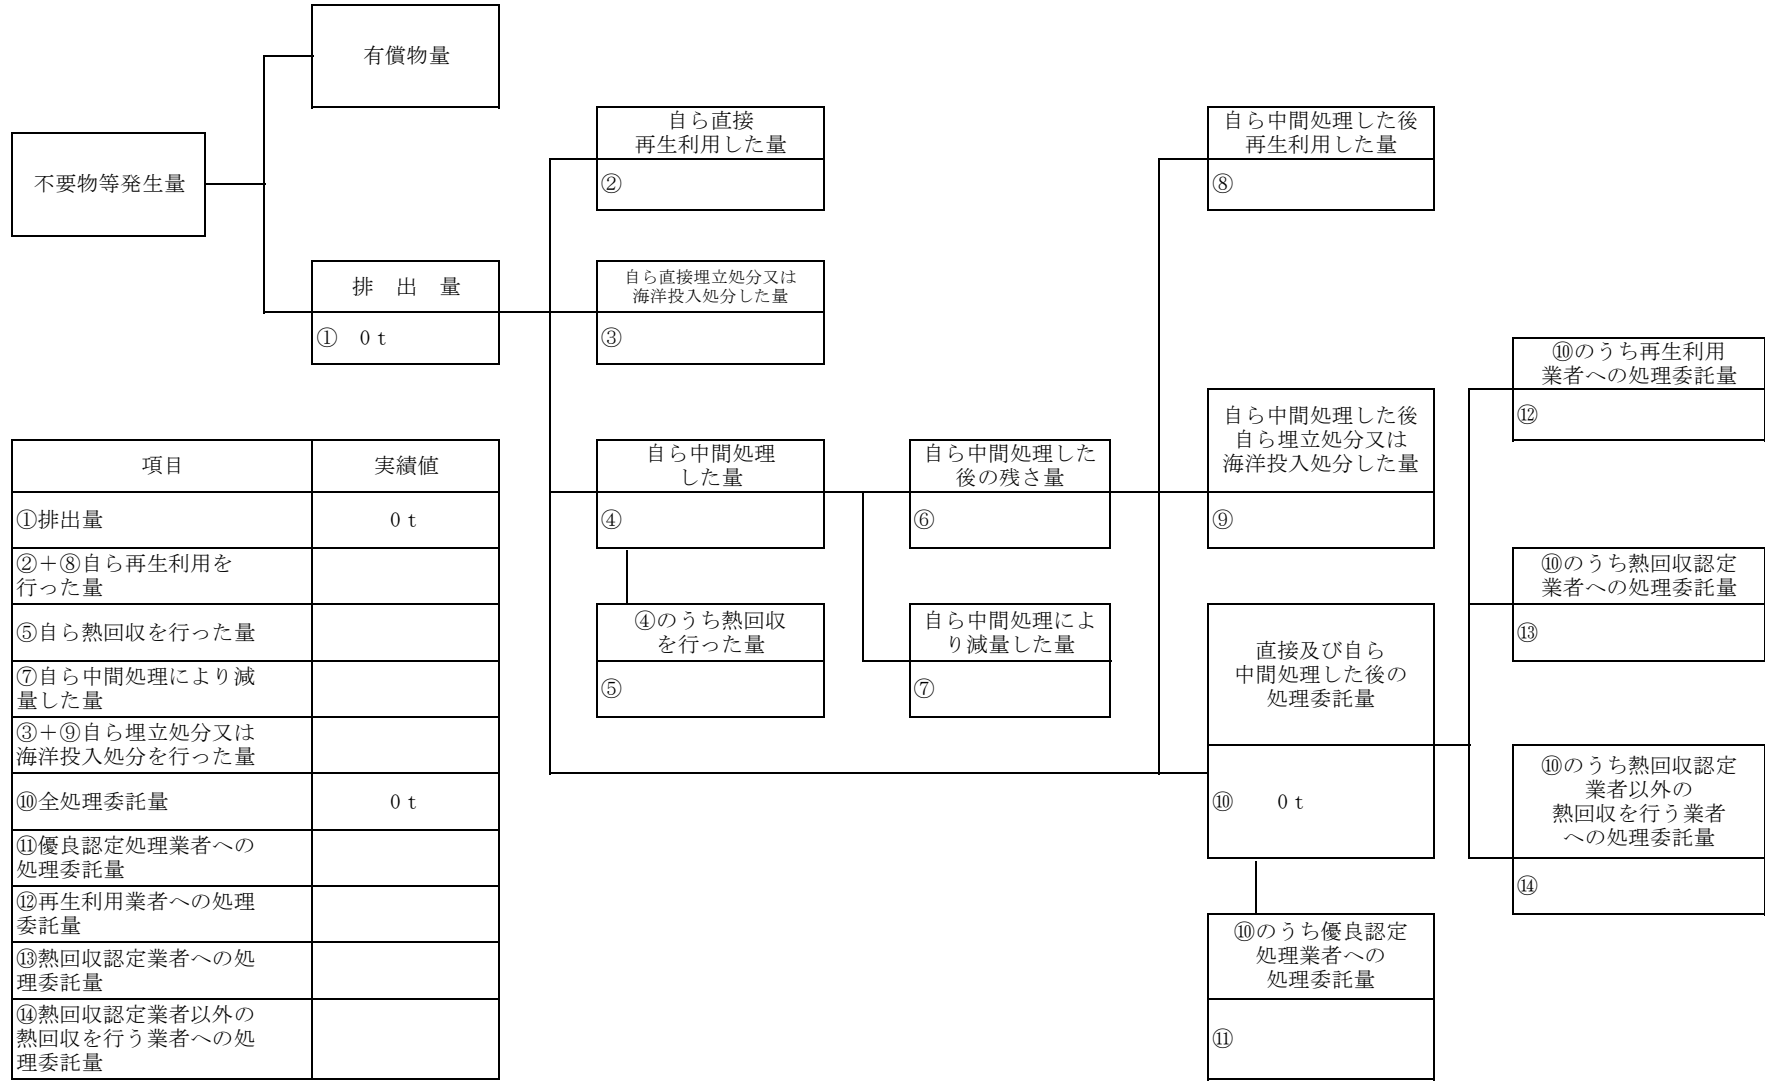 有償物量
不要物等発生量
排　出　量
①　0ｔ
自ら直接
再生利用した量
②
自ら直接埋立処分又は
海洋投入処分した量
③
自ら中間処理
した量
④
④のうち熱回収
を行った量
⑤
自ら中間処理した
後の残さ量
⑥
自ら中間処理によ
り減量した量
⑦
自ら中間処理した後
再生利用した量
⑧
自ら中間処理した後
自ら埋立処分又は
海洋投入処分した量
⑨
直接及び自ら
中間処理した後の
処理委託量
⑩　　0ｔ
⑩のうち優良認定
処理業者への
処理委託量
⑪
⑩のうち再生利用
業者への処理委託量
⑫
⑩のうち熱回収認定
業者への処理委託量
⑬
⑩のうち熱回収認定
業者以外の
熱回収を行う業者
への処理委託量
⑭
項目　実績値
①排出量　0ｔ
②＋⑧自ら再生利用を
行った量
⑤自ら熱回収を行った量
⑦自ら中間処理により減
量した量
③＋⑨自ら埋立処分又は
海洋投入処分を行った量
⑩全処理委託量　0ｔ
⑪優良認定処理業者への
処理委託量
⑫再生利用業者への処理
委託量
⑬熱回収認定業者への処
理委託量
⑭熱回収認定業者以外の
熱回収を行う業者への処
理委託量